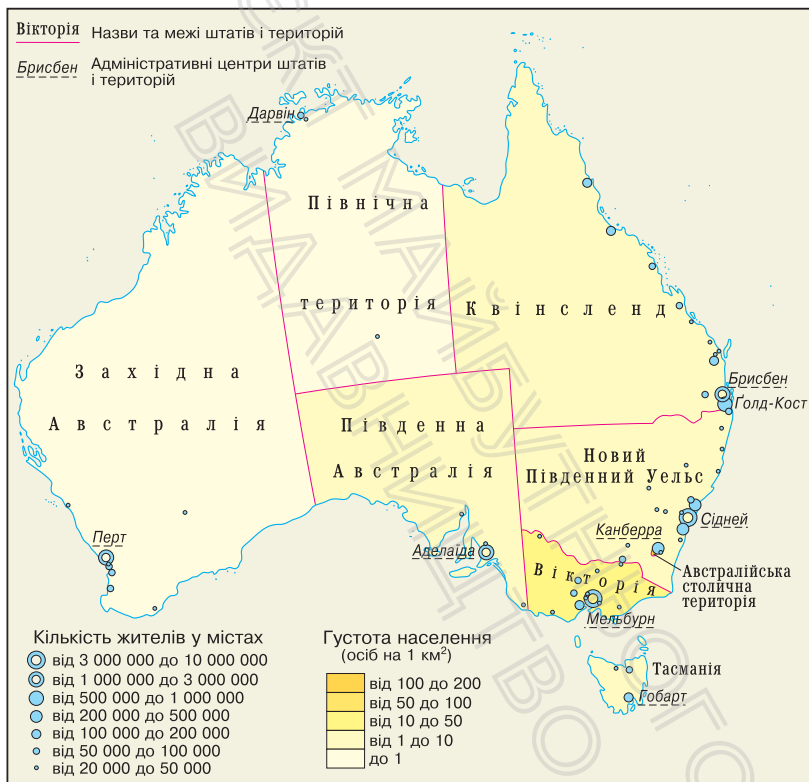 Вікторія Назви та межі штатів і територій
Брисбен Адміністративні центри штатів
і територій
Дарвін
Північна
територія
Квінсленд
Західна
Австралія
Південна
Австралія
Брисбен
Ґолд-Кост
Новий
Південний Уельс
Сідней
Канберра
Перт
Аделаїда
Австралійська
столична
територія
Вікторія
Мельбурн
Тасманія
Гобарт
Кількість жителів у містах
від 3 000 000 до 10 000 000
від 1 000 000 до 3 000 000
від 500 000 до 1 000 000
від 200 000 до 500 000
від 100 000 до 200 000
від 50 000 до 100 000
від 20 000 до 50 000
Густота населення
(осіб на 1 км²)
від 100 до 200
від 50 до 100
від 10 до 50
від 1 до 10
до 1
ВИДАВНИЦТВО